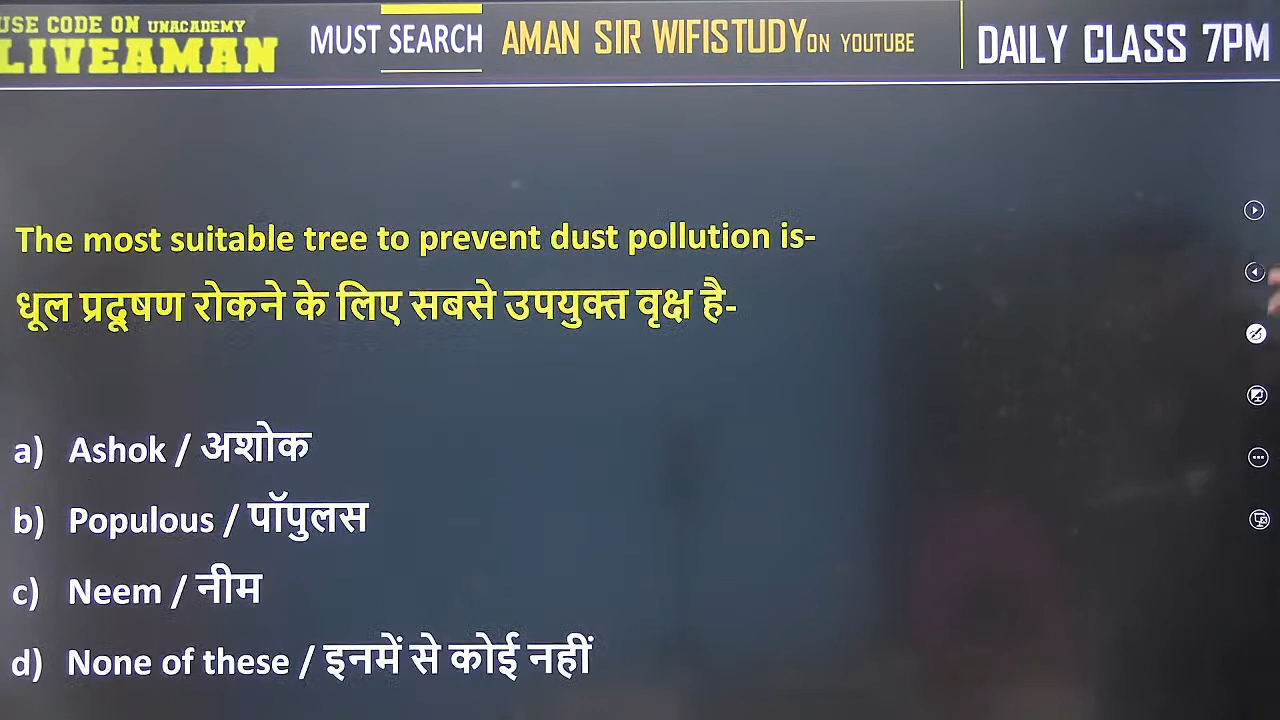 USE CODE ON UNACADEMY
LIVEAMAN
MUST SEARCH
AMAN SIR WIFISTUDY ON YOUTUBE
DAILY CLASS 7PM
The most suitable tree to prevent dust pollution is-
धूल प्रदूषण रोकने के लिए सबसे उपयुक्त वृक्ष है-
a) Ashok / अशोक
b) Populous / पॉपुलस
c) Neem / नीम
d) None of these / इनमें से कोई नहीं